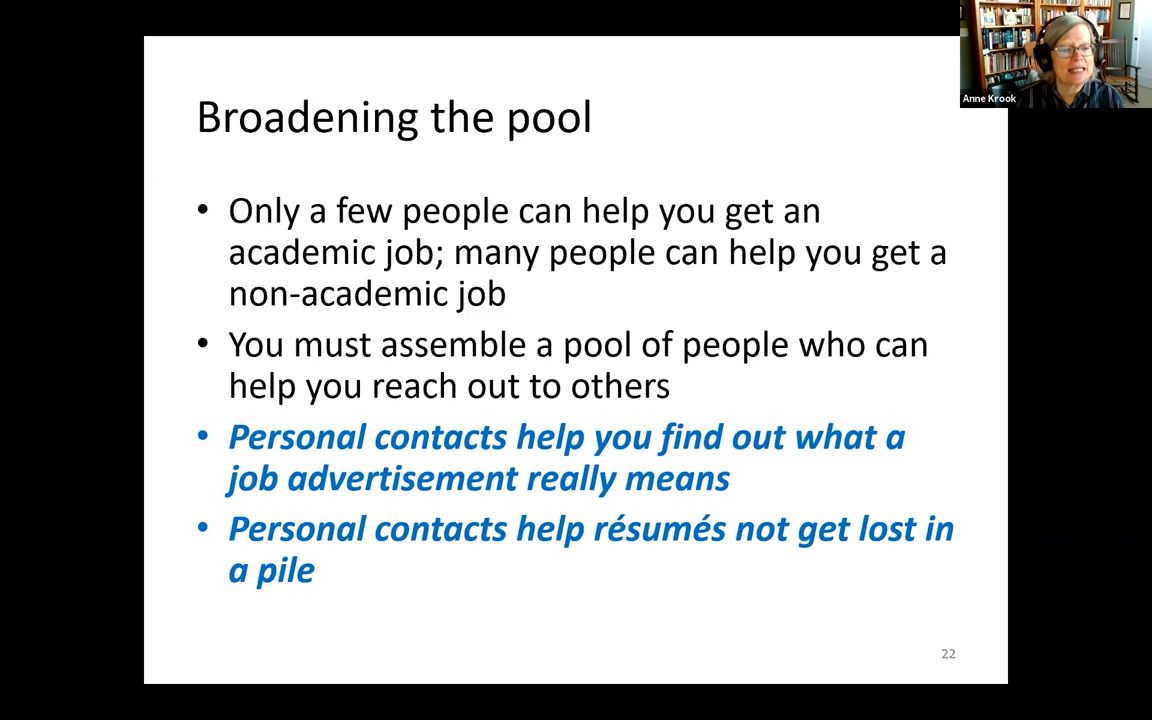 Anne Krook
Broadening the pool
• Only a few people can help you get an
academic job; many people can help you get a
non-academic job
• You must assemble a pool of people who can
help you reach out to others
• Personal contacts help you find out what a
job advertisement really means
• Personal contacts help résumés not get lost in
a pile
22